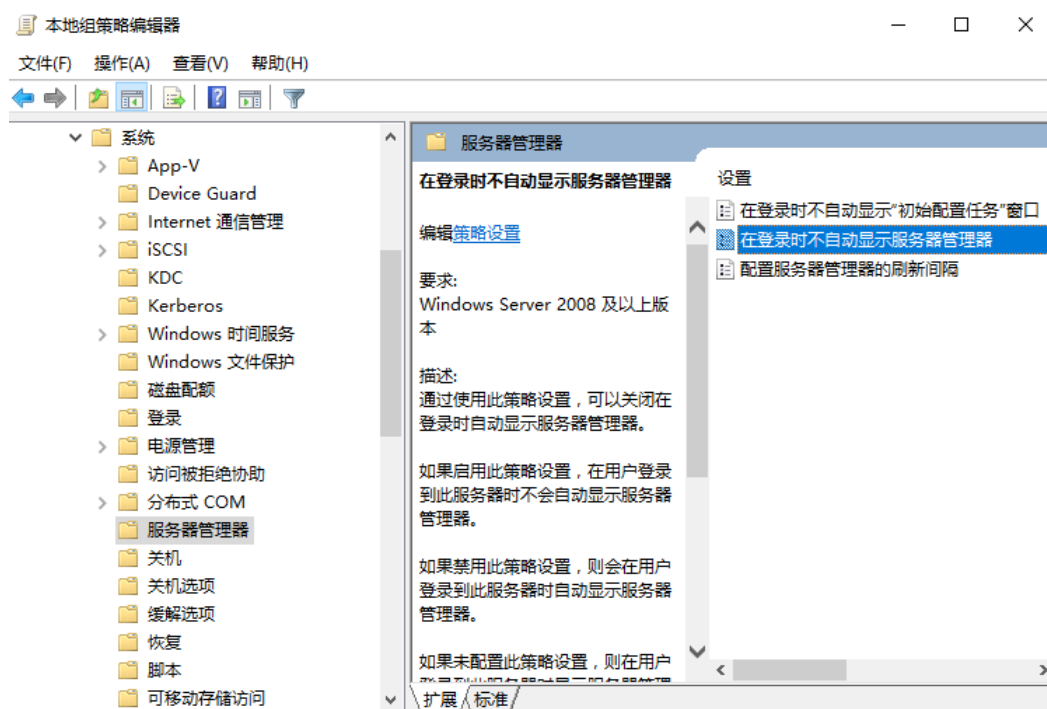 本地组策略编辑器
文件(F) 操作(A) 查看(V) 帮助(H)
系统
App-V
Device Guard
Internet 通信管理
iSCSI
KDC
Kerberos
Windows 时间服务
Windows 文件保护
磁盘配额
登录
电源管理
访问被拒绝协助
分布式 COM
服务器管理器
关机
关机选项
缓解选项
恢复
脚本
可移动存储访问
服务器管理器
在登录时不自动显示服务器管理器
编辑策略设置
要求:
Windows Server 2008 及以上版
本
描述:
通过使用此策略设置，可以关闭在
登录时自动显示服务器管理器。
如果启用此策略设置，在用户登录
到此服务器时不会自动显示服务器
管理器。
如果禁用此策略设置，则会在用户
登录到此服务器时自动显示服务器
管理器。
如果未配置此策略设置，则在用户
设置
在登录时不自动显示“初始配置任务”窗口
在登录时不自动显示服务器管理器
配置服务器管理器的刷新间隔
扩展 标准